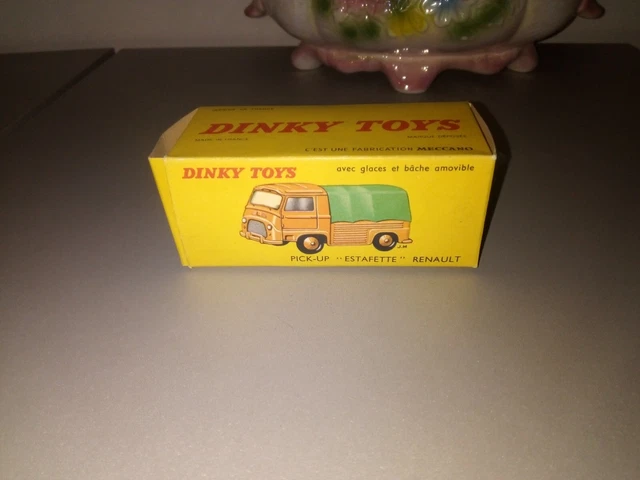 DINKY TOYS
C'EST UNE FABRICATION MECCANO
DINKY TOYS
avec glaces et bâche amovible
J.M
PICK-UP "ESTAFETTE" RENAULT